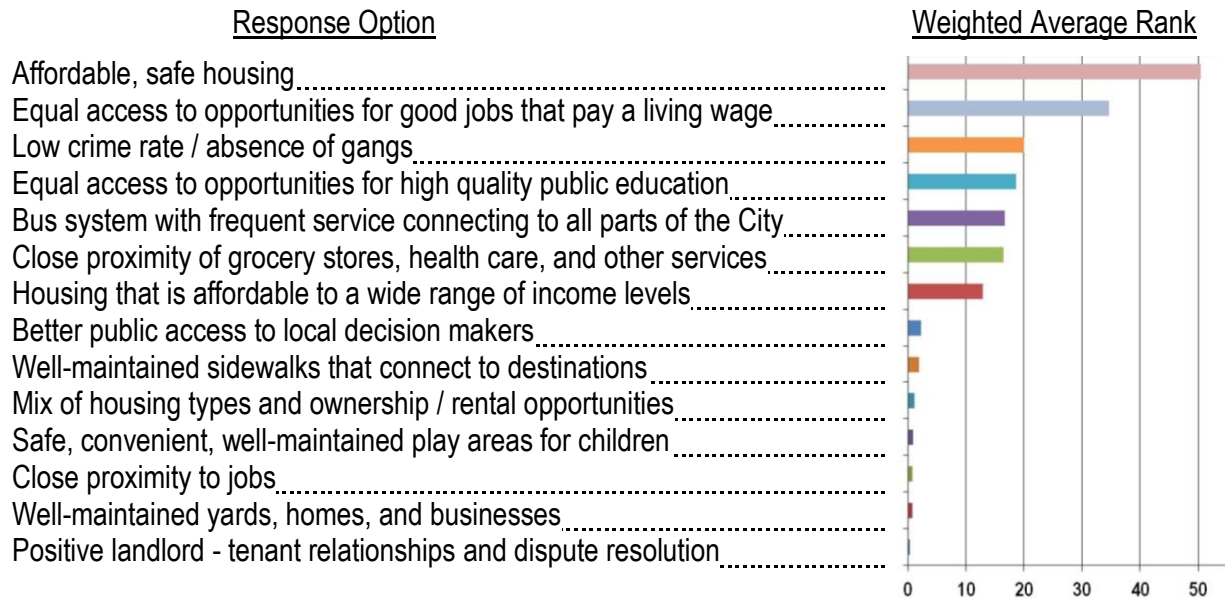 Response Option Weighted Average Rank
Affordable, safe housing
Equal access to opportunities for good jobs that pay a living wage
Low crime rate / absence of gangs
Equal access to opportunities for high quality public education
Bus system with frequent service connecting to all parts of the City
Close proximity of grocery stores, health care, and other services
Housing that is affordable to a wide range of income levels
Better public access to local decision makers
Well-maintained sidewalks that connect to destinations
Mix of housing types and ownership / rental opportunities
Safe, convenient, well-maintained play areas for children
Close proximity to jobs
Well-maintained yards, homes, and businesses
Positive landlord - tenant relationships and dispute resolution
0 10 20 30 40 50